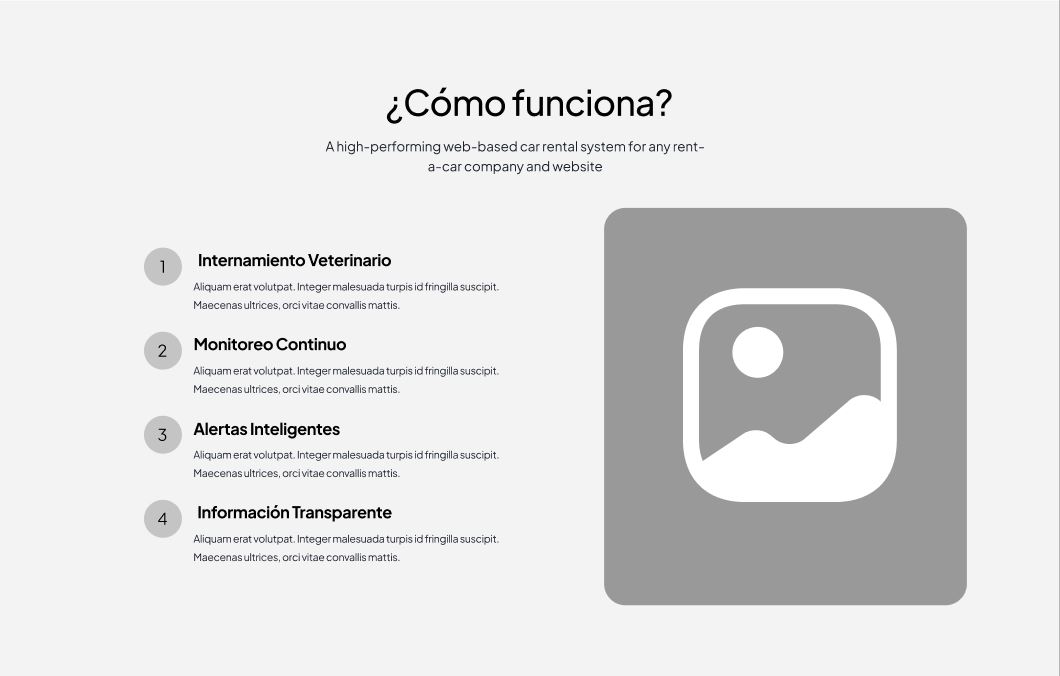 ¿Cómo funciona?
A high-performing web-based car rental system for any rent-
a-car company and website
1
Internamiento Veterinario
Aliquam erat volutpat. Integer malesuada turpis id fringilla suscipit.
Maecenas ultrices, orci vitae convallis mattis.
2
Monitoreo Continuo
Aliquam erat volutpat. Integer malesuada turpis id fringilla suscipit.
Maecenas ultrices, orci vitae convallis mattis.
3
Alertas Inteligentes
Aliquam erat volutpat. Integer malesuada turpis id fringilla suscipit.
Maecenas ultrices, orci vitae convallis mattis.
4
Información Transparente
Aliquam erat volutpat. Integer malesuada turpis id fringilla suscipit.
Maecenas ultrices, orci vitae convallis mattis.